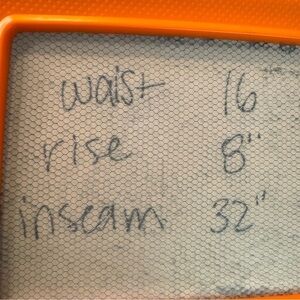 waist 16
rise 8"
inseam 32"